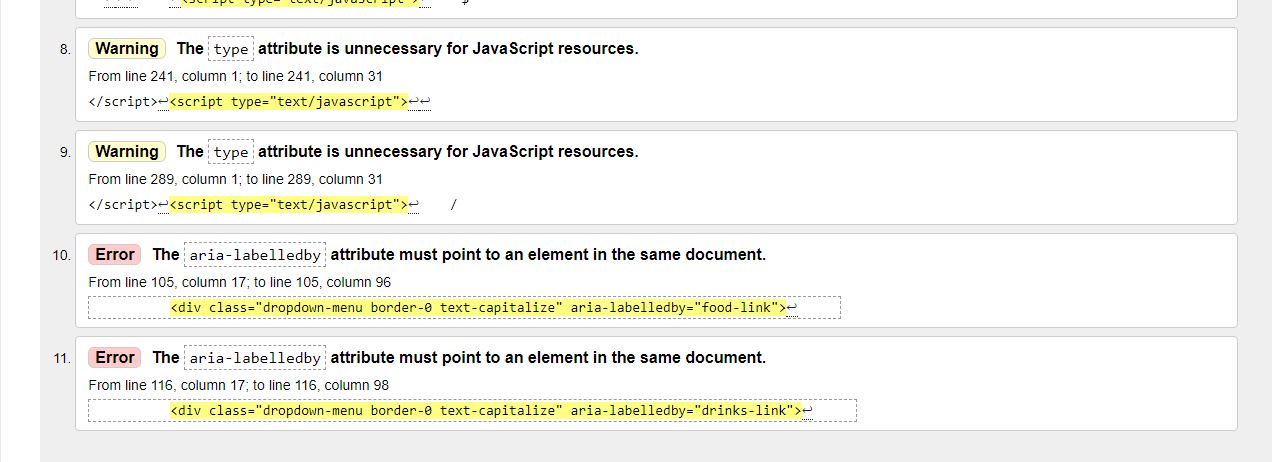 <script type="text/javascript">↩ $
8. Warning The type attribute is unnecessary for JavaScript resources.
From line 241, column 1; to line 241, column 31
</script>↩<script type="text/javascript">↩↩
9. Warning The type attribute is unnecessary for JavaScript resources.
From line 289, column 1; to line 289, column 31
</script>↩<script type="text/javascript">↩ /
10. Error The aria-labelledby attribute must point to an element in the same document.
From line 105, column 17; to line 105, column 96
<div class="dropdown-menu border-0 text-capitalize" aria-labelledby="food-link">↩
11. Error The aria-labelledby attribute must point to an element in the same document.
From line 116, column 17; to line 116, column 98
<div class="dropdown-menu border-0 text-capitalize" aria-labelledby="drinks-link">↩